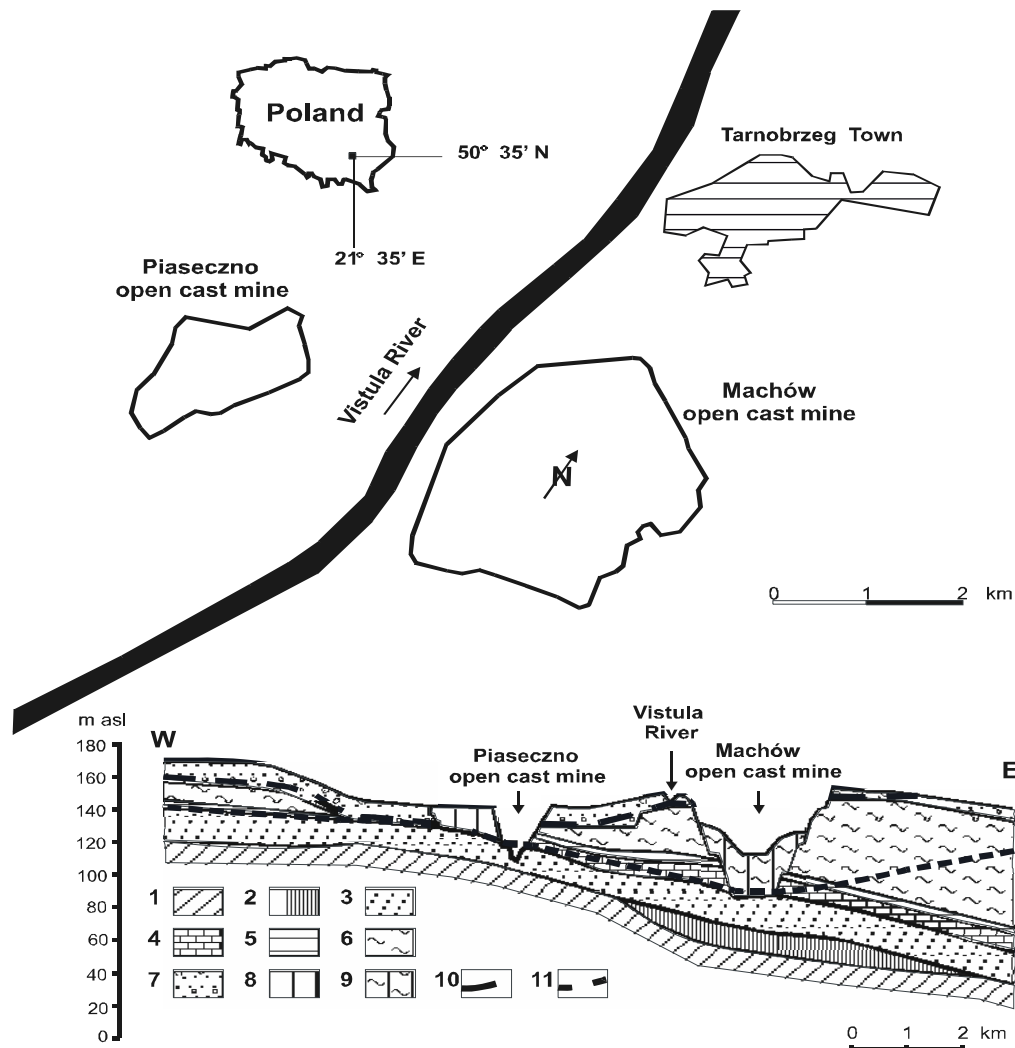 Poland
50° 35' N
21° 35' E
Tarnobrzeg Town
Piaseczno
open cast mine
Vistula River
Machów
open cast mine
N
0 1 2 km
m asl
W
E
Vistula
River
Piaseczno
open cast mine
Machów
open cast mine
180
160
140
120
100
80
60
40
20
0
1 2 3
4 5 6
7 8 9 10 11
0 1 2 km